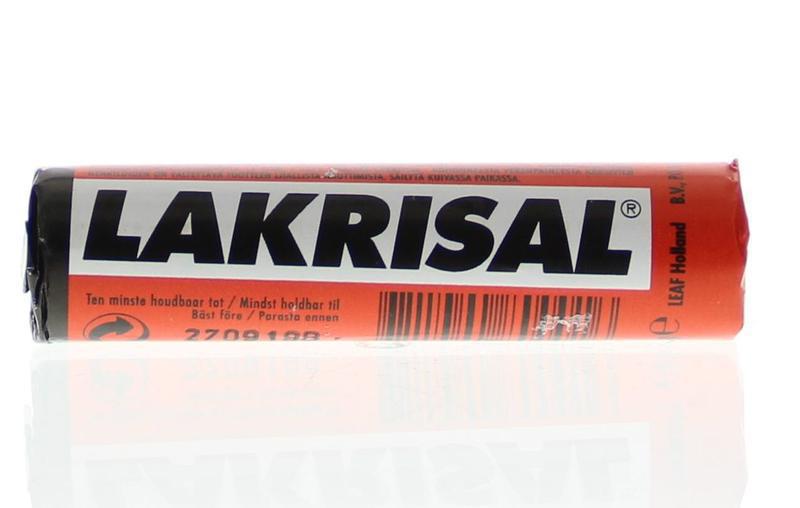 SÄILYTÄ KUIVASSA PAIKASSA.
LAKRISAL®
Ten minste houdbaar tot / Mindst holdbar til
Bäst före / Parasta ennen
LEAF Holland B.V.,
e